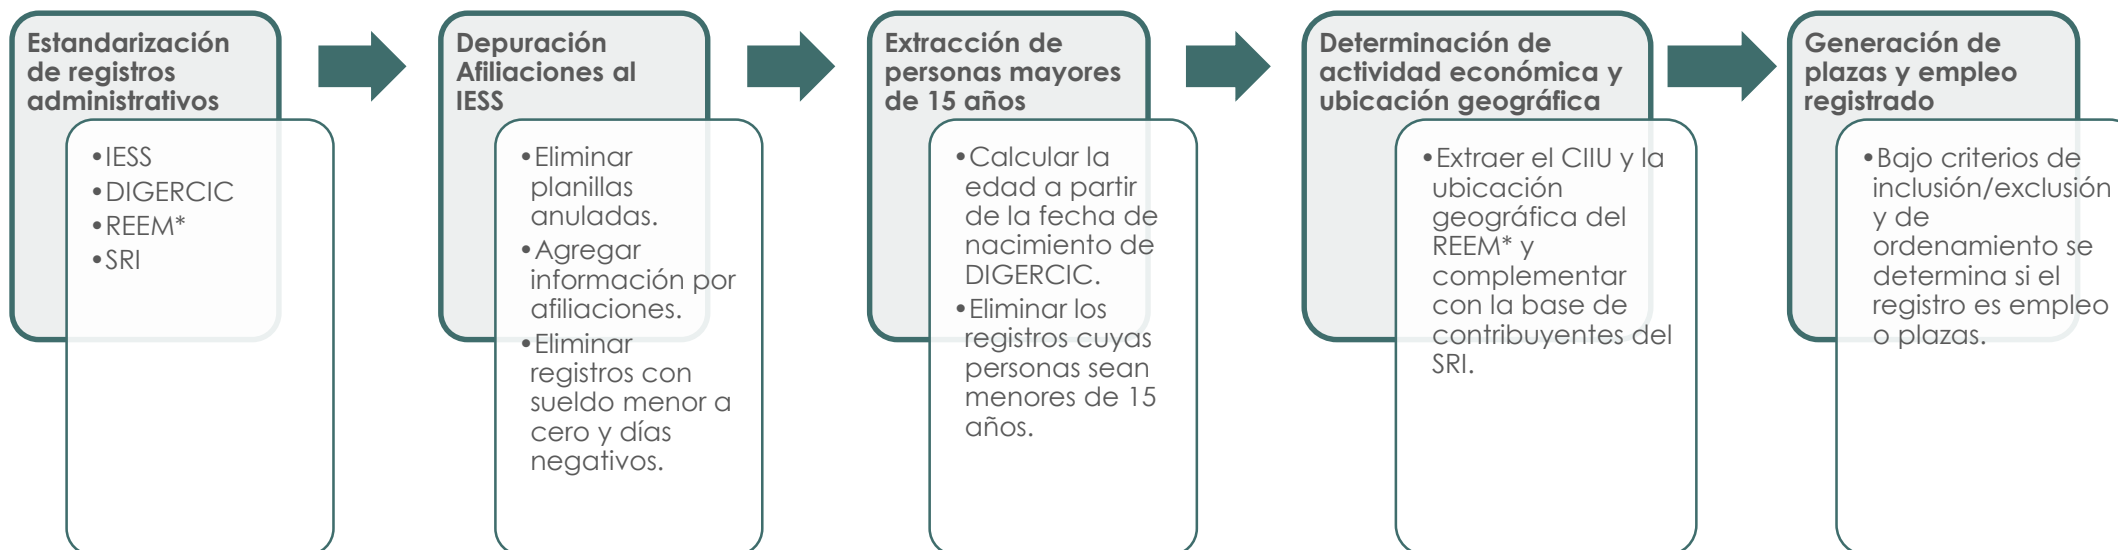 Estandarización
de registros
administrativos
•IESS
•DIGERCIC
•REEM*
•SRI
Depuración
Afiliaciones al
IESS
•Eliminar
planillas
anuladas.
•Agregar
información por
afiliaciones.
•Eliminar
registros con
sueldo menor a
cero y días
negativos.
Extracción de
personas mayores
de 15 años
•Calcular la
edad a partir
de la fecha de
nacimiento de
DIGERCIC.
•Eliminar los
registros cuyas
personas sean
menores de 15
años.
Determinación de
actividad económica y
ubicación geográfica
•Extraer el CIIU y la
ubicación
geográfica del
REEM* y
complementar
con la base de
contribuyentes del
SRI.
Generación de
plazas y empleo
registrado
•Bajo criterios de
inclusión/exclusión
y de
ordenamiento se
determina si el
registro es empleo
o plazas.